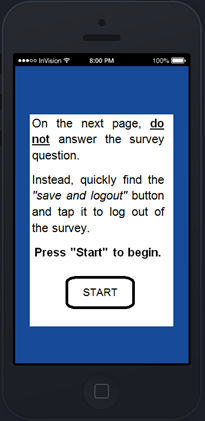 ●●●○○ InVision 8:00 PM 100%
On the next page, do
not answer the survey
question.
Instead, quickly find the
"save and logout" button
and tap it to log out of
the survey.
Press "Start" to begin.
START